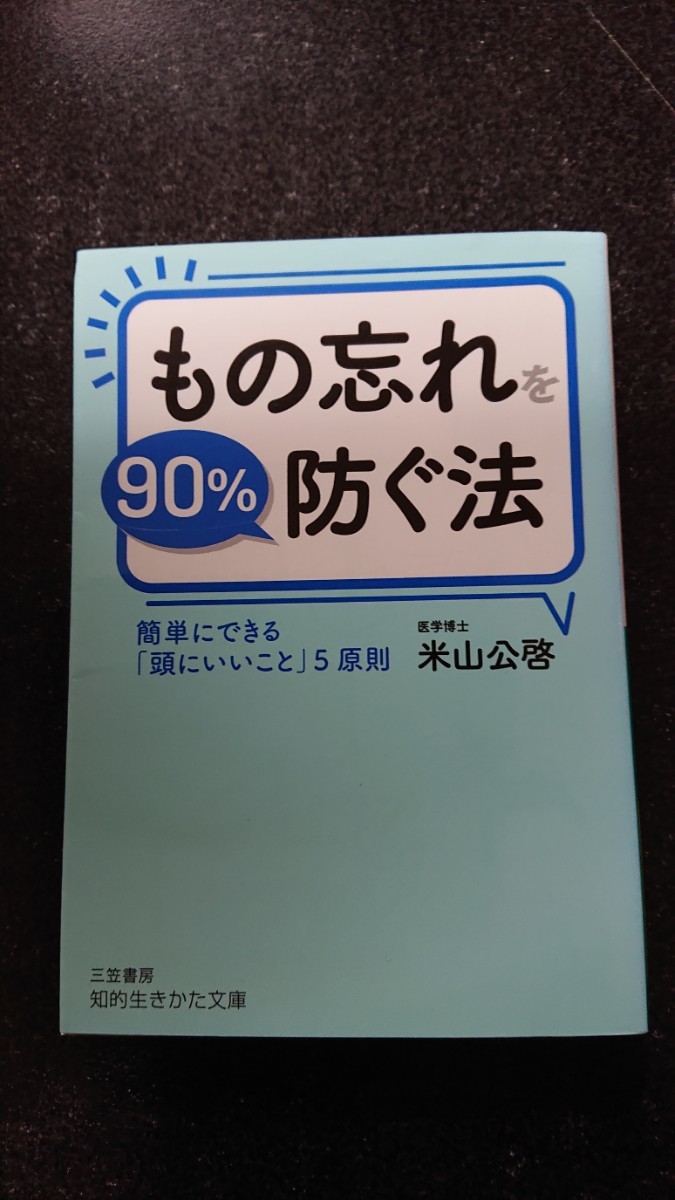 もの忘れを
90%防ぐ法
簡単にできる
「頭にいいこと」5原則
医学博士
米山公啓
三笠書房
知的生きかた文庫